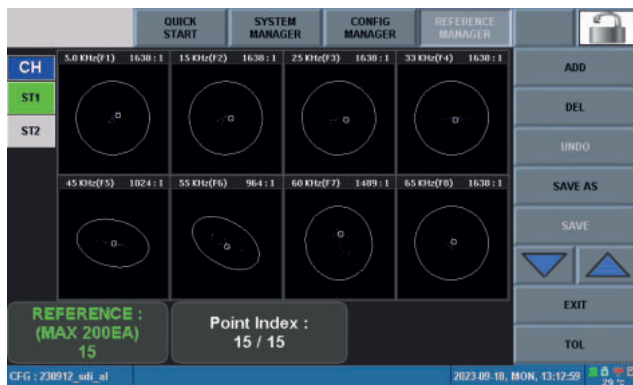 QUICK
START
SYSTEM
MANAGER
CONFIG
MANAGER
REFERENCE
MANAGER
CH
ST1
ST2
5.0 KHz(F1) 1638 : 1
15 KHz(F2) 1638 : 1
25 KHz(F3) 1638 : 1
33 KHz(F4) 1638 : 1
45 KHz(F5) 1024 : 1
55 KHz(F6) 964 : 1
60 KHz(F7) 1489 : 1
65 KHz(F8) 1638 : 1
ADD
DEL
UNDO
SAVE AS
SAVE
EXIT
TOL
REFERENCE :
(MAX 200EA)
15
Point Index :
15 / 15
CFG : 230912_sdi_al
2023-09-18, MON, 13:12:59
29 °C